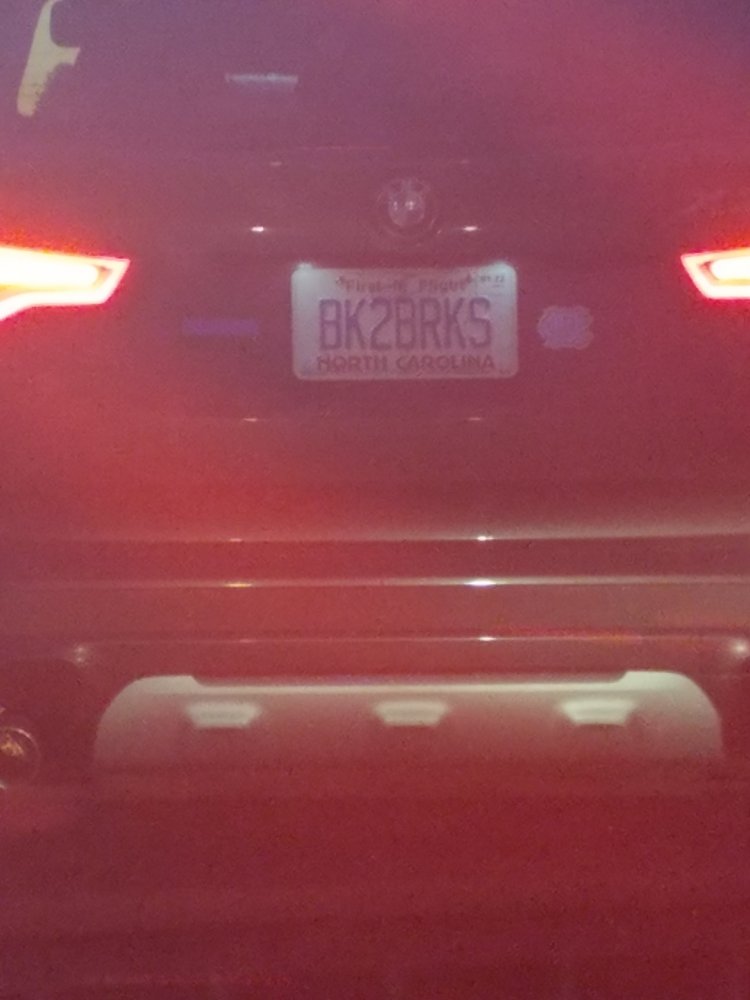 First in Flight
BK2BRKS
NORTH CAROLINA